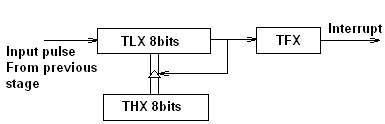 Input pulse
From previous
stage
TLX 8bits
TFX
Interrupt
THX 8bits